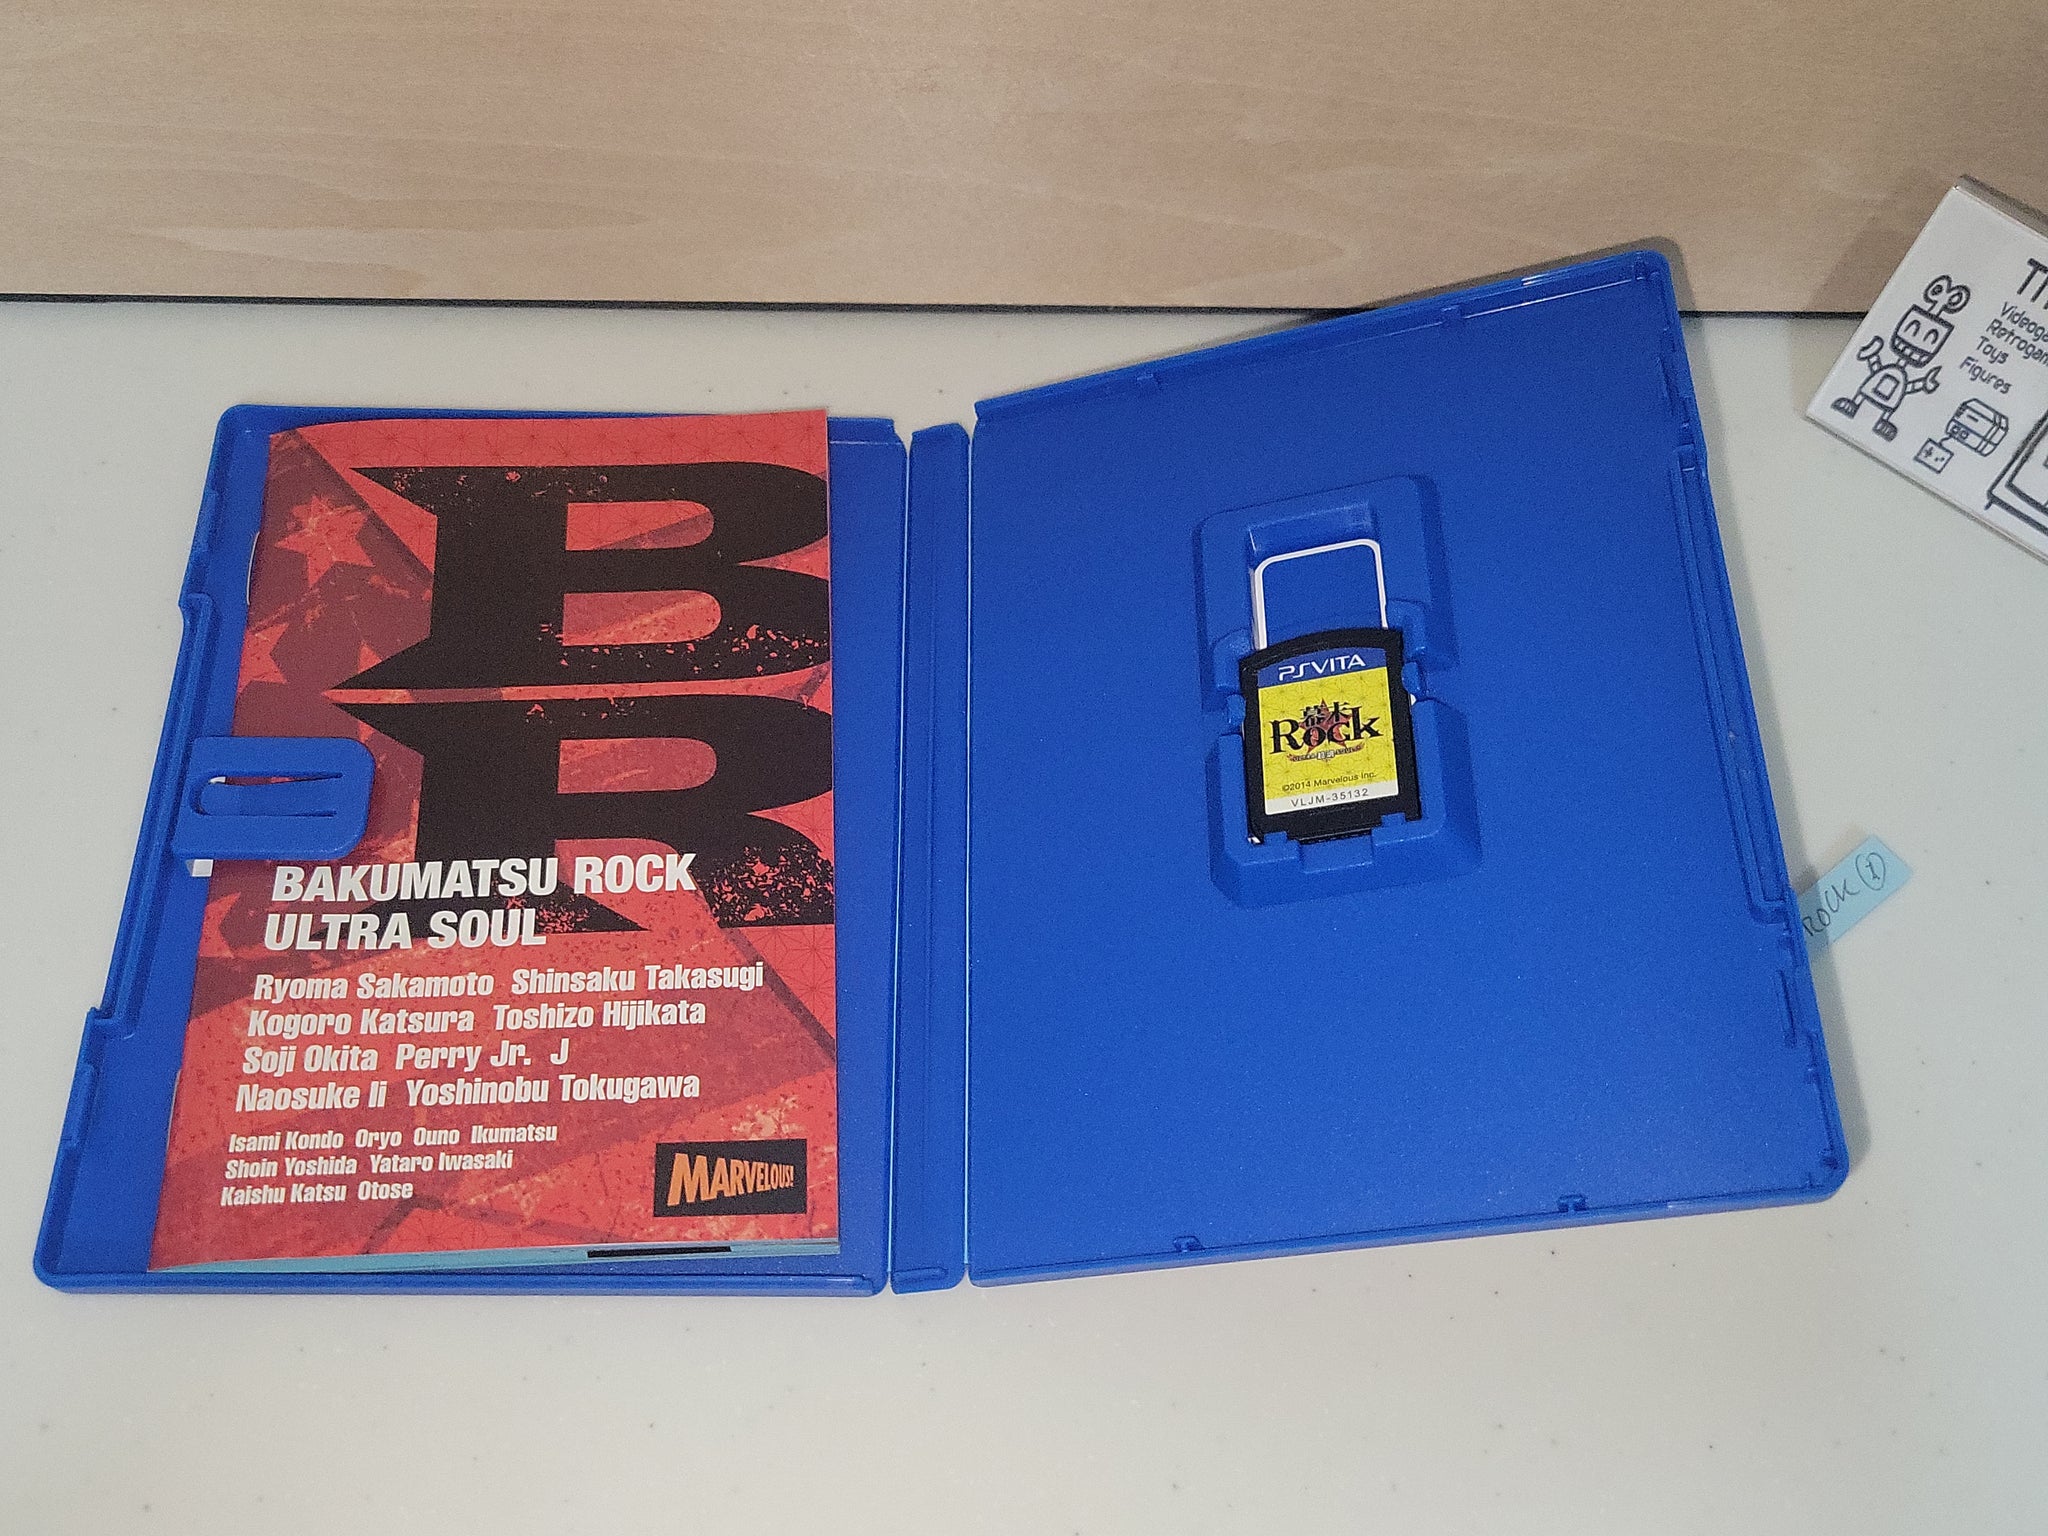 BR
BAKUMATSU ROCK
ULTRA SOUL
Ryoma Sakamoto Shinsaku Takasugi
Kogoro Katsura Toshizo Hijikata
Soji Okita Perry Jr. J
Naosuke Ii Yoshinobu Tokugawa
Isami Kondo Oryo Ouno Ikumatsu
Shoin Yoshida Yataro Iwasaki
Kaishu Katsu Otose
MARVELOUS!
PSVITA
幕末
Rock
©2014 Marvelous Inc.
VLJM-35132
Toys
Figures
ROCK ①